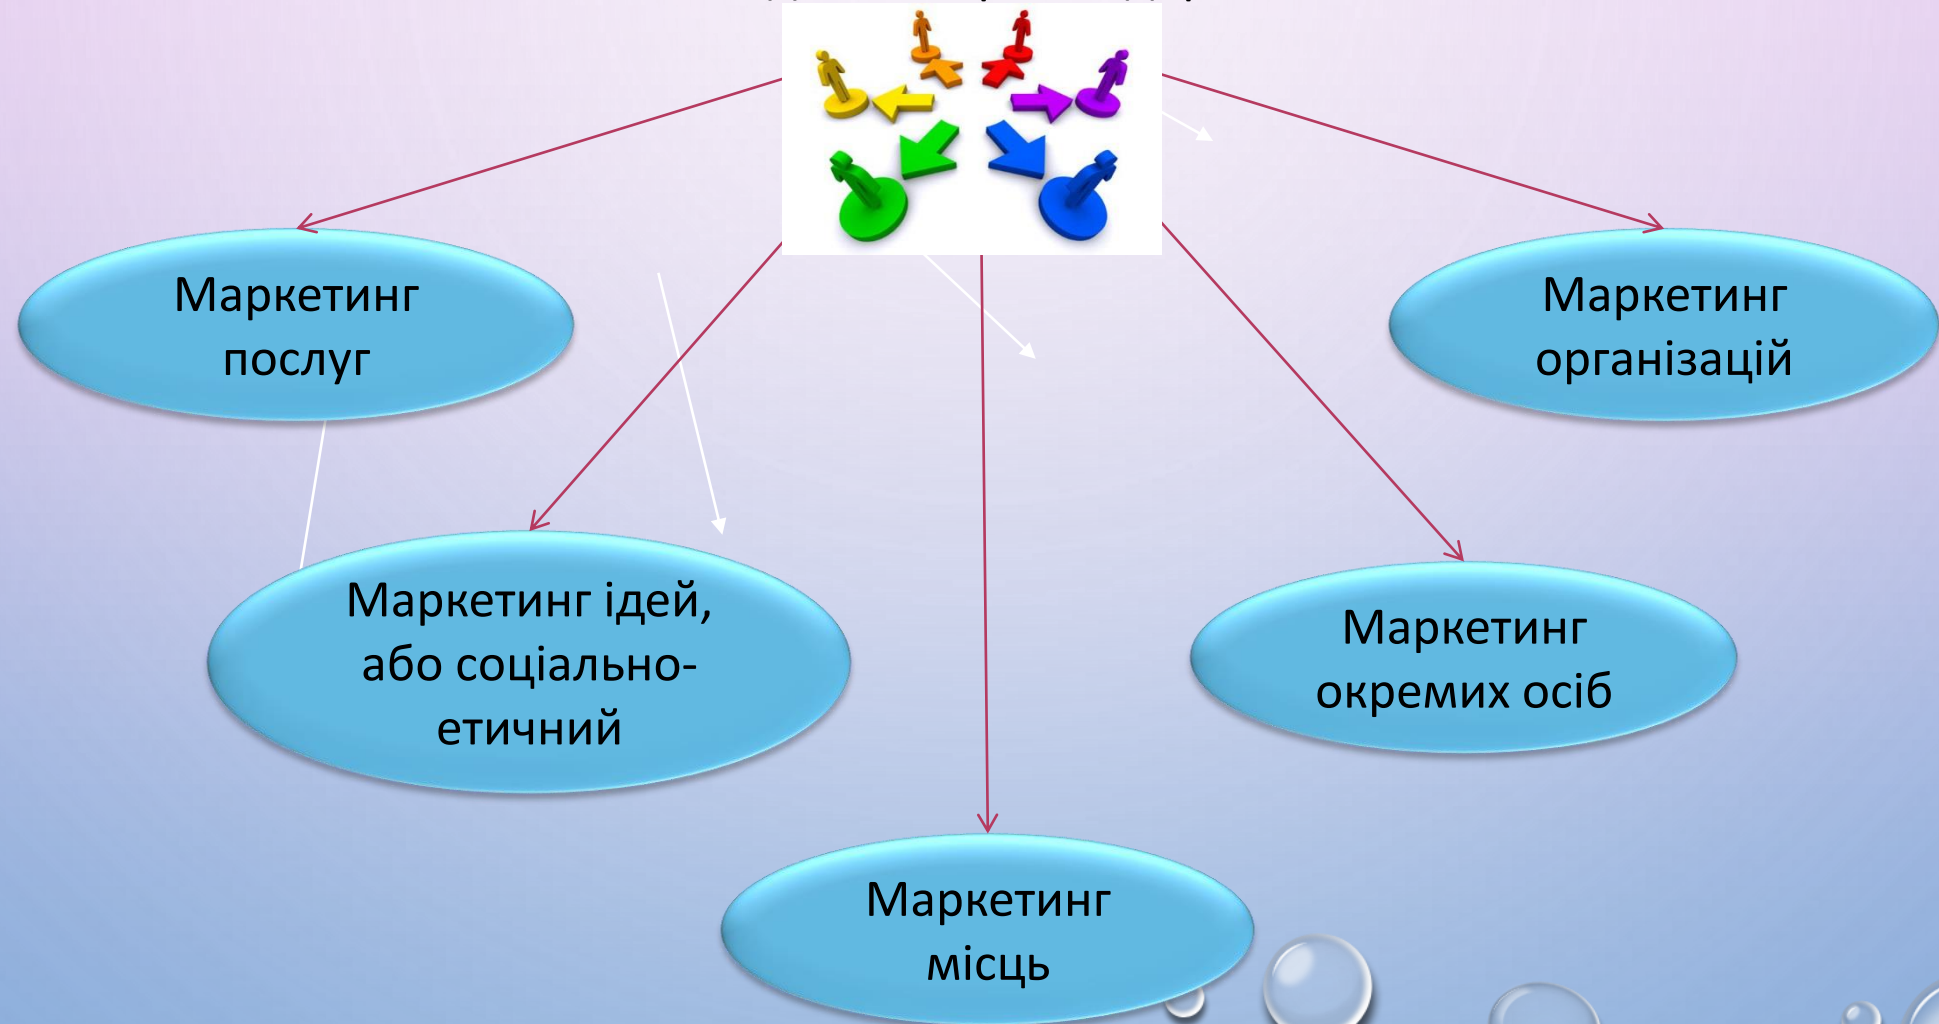 Маркетинг
послуг
Маркетинг
організацій
Маркетинг ідей,
або соціально-
етичний
Маркетинг
окремих осіб
Маркетинг
місць